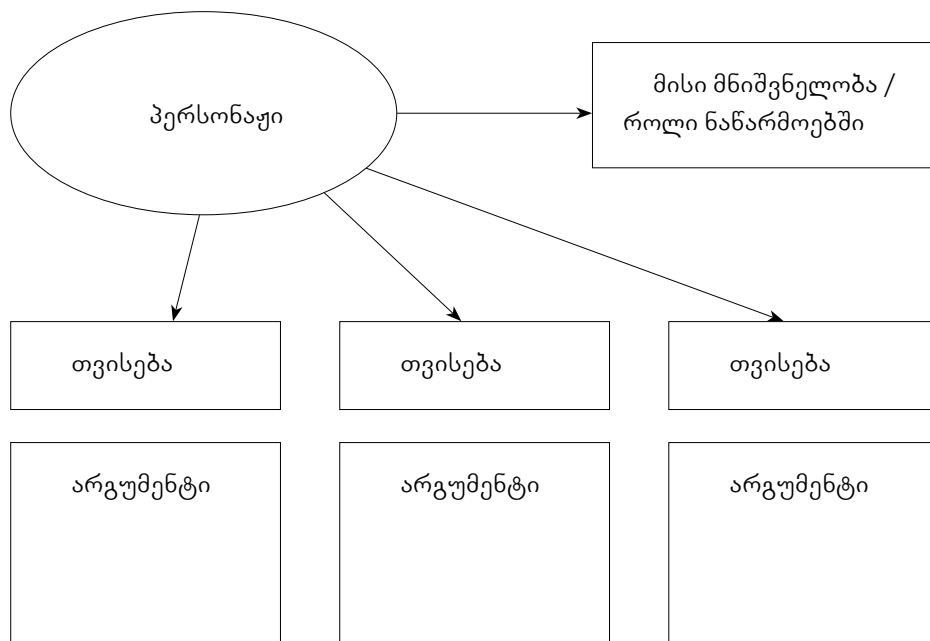 პერსონაჟი
მისი მნიშვნელობა /
როლი ნაწარმოებში
თვისება
თვისება
თვისება
არგუმენტი
არგუმენტი
არგუმენტი